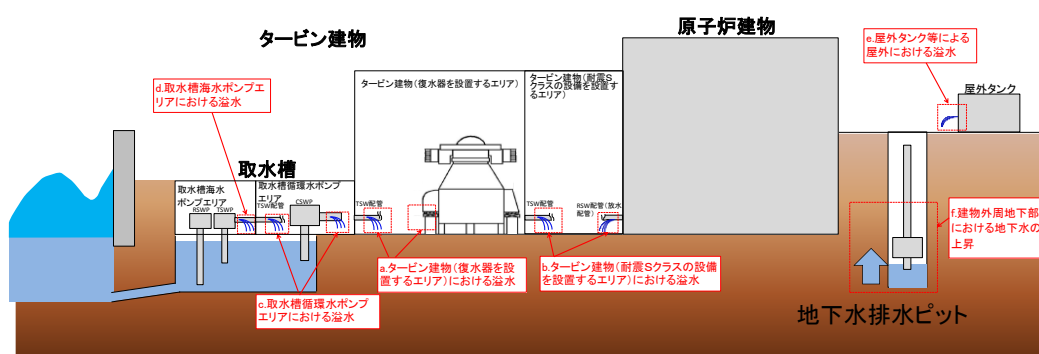 タービン建物
原子炉建物
e.屋外タンク等による
屋外における溢水
屋外タンク
d.取水槽海水ポンプエ
リアにおける溢水
タービン建物(復水器を設置するエリア)
タービン建物(耐震S
クラスの設備を設置す
るエリア)
取水槽
取水槽海水
ポンプエリア
RSWP
TSWP
取水槽循環水ポンプ
エリア
TSW配管
CSWP
TSW配管
TSW配管
RSW配管(放水
配管)
f.建物外周地下部
における地下水の
上昇
a.タービン建物(復水器を設
置するエリア)における溢水
b.タービン建物(耐震Sクラスの設備
を設置するエリア)における溢水
c.取水槽循環水ポンプ
エリアにおける溢水
地下水排水ピット